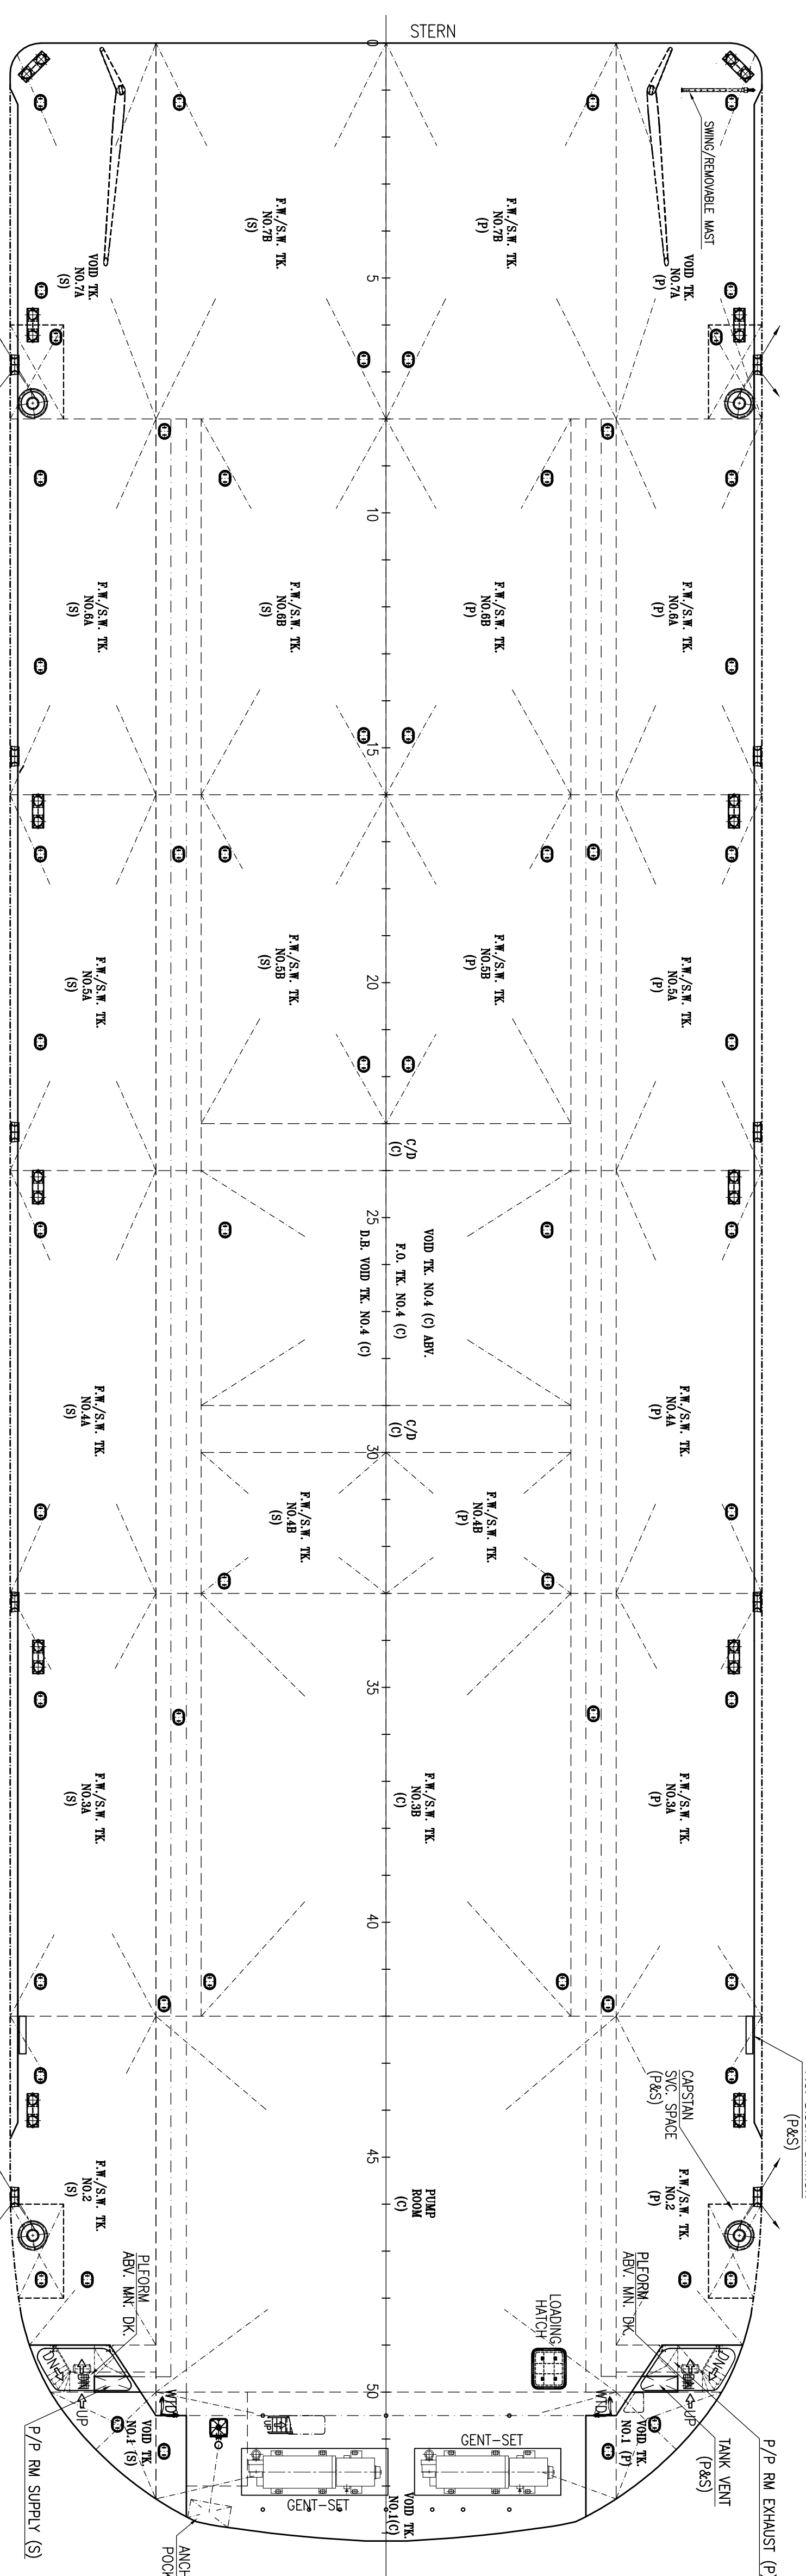 STERN
0
SWING/REMOVABLE MAST
F.W./S.W. TK.
NO.7B
(S)
F.W./S.W. TK.
NO.7B
(P)
VOID TK.
NO.7A
(S)
VOID TK.
NO.7A
(P)
5
10
F.W./S.W. TK.
NO.6A
(S)
F.W./S.W. TK.
NO.6B
(S)
F.W./S.W. TK.
NO.6B
(P)
F.W./S.W. TK.
NO.6A
(P)
15
F.W./S.W. TK.
NO.5A
(S)
F.W./S.W. TK.
NO.5B
(S)
F.W./S.W. TK.
NO.5B
(P)
F.W./S.W. TK.
NO.5A
(P)
20
C/D
(C)
25
VOID TK. NO.4 (C) ABV.
F.O. TK. NO.4 (C)
D.B. VOID TK. NO.4 (C)
F.W./S.W. TK.
NO.4A
(S)
F.W./S.W. TK.
NO.4A
(P)
C/D
(C)
30
F.W./S.W. TK.
NO.4B
(S)
F.W./S.W. TK.
NO.4B
(P)
35
F.W./S.W. TK.
NO.3A
(S)
F.W./S.W. TK.
NO.3B
(C)
F.W./S.W. TK.
NO.3A
(P)
40
(P&S)
CAPSTAN
SVC. SPACE
(P&S)
45
F.W./S.W. TK.
NO.2
(S)
PUMP
ROOM
(C)
F.W./S.W. TK.
NO.2
(P)
PLFORM
ABV. MN. DK.
PLFORM
ABV. MN. DK.
LOADING
HATCH
DN
UP
DN
UP
WTD
WTD
50
UP
VOID TK.
NO.1 (S)
VOID TK.
NO.1 (P)
TANK VENT
(P&S)
GENT-SET
GENT-SET
VOID TK.
NO.1(C)
P/P RM SUPPLY (S)
P/P RM EXHAUST (P)